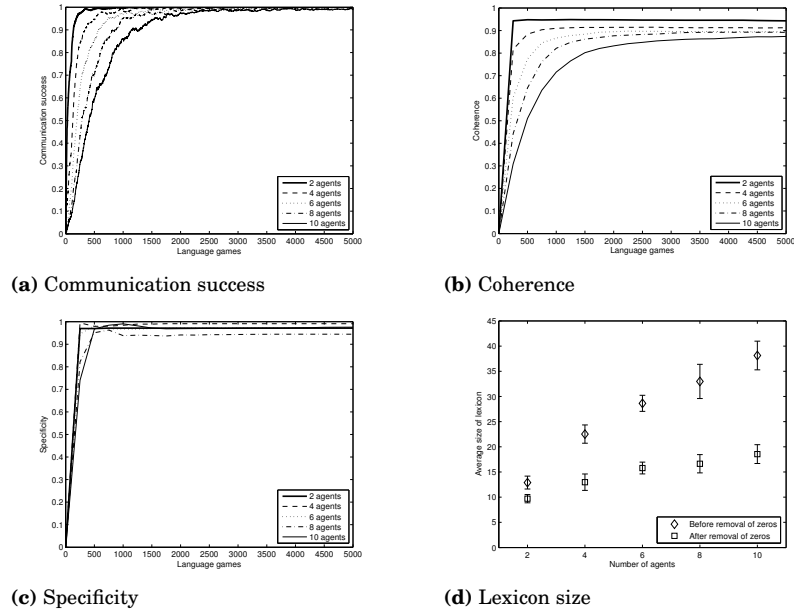 1
0.9
0.8
0.7
0.6
0.5
0.4
0.3
0.2
0.1
0
Communication success
0 500 1000 1500 2000 2500 3000 3500 4000 4500 5000
Language games
2 agents
4 agents
6 agents
8 agents
10 agents
(a) Communication success
1
0.9
0.8
0.7
0.6
0.5
0.4
0.3
0.2
0.1
0
Coherence
0 500 1000 1500 2000 2500 3000 3500 4000 4500 5000
Language games
2 agents
4 agents
6 agents
8 agents
10 agents
(b) Coherence
1
0.9
0.8
0.7
0.6
0.5
0.4
0.3
0.2
0.1
0
Specificity
0 500 1000 1500 2000 2500 3000 3500 4000 4500 5000
Language games
2 agents
4 agents
6 agents
8 agents
10 agents
(c) Specificity
45
40
35
30
25
20
15
10
5
0
Average size of lexicon
2 4 6 8 10
Number of agents
Before removal of zeros
After removal of zeros
(d) Lexicon size